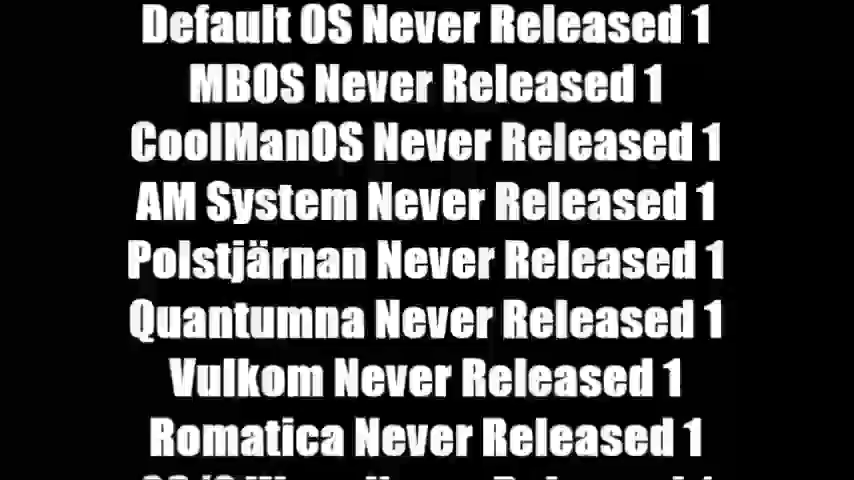 Default OS Never Released 1
MBOS Never Released 1
CoolManOS Never Released 1
AM System Never Released 1
Polstjärnan Never Released 1
Quantumna Never Released 1
Vulkom Never Released 1
Romatica Never Released 1